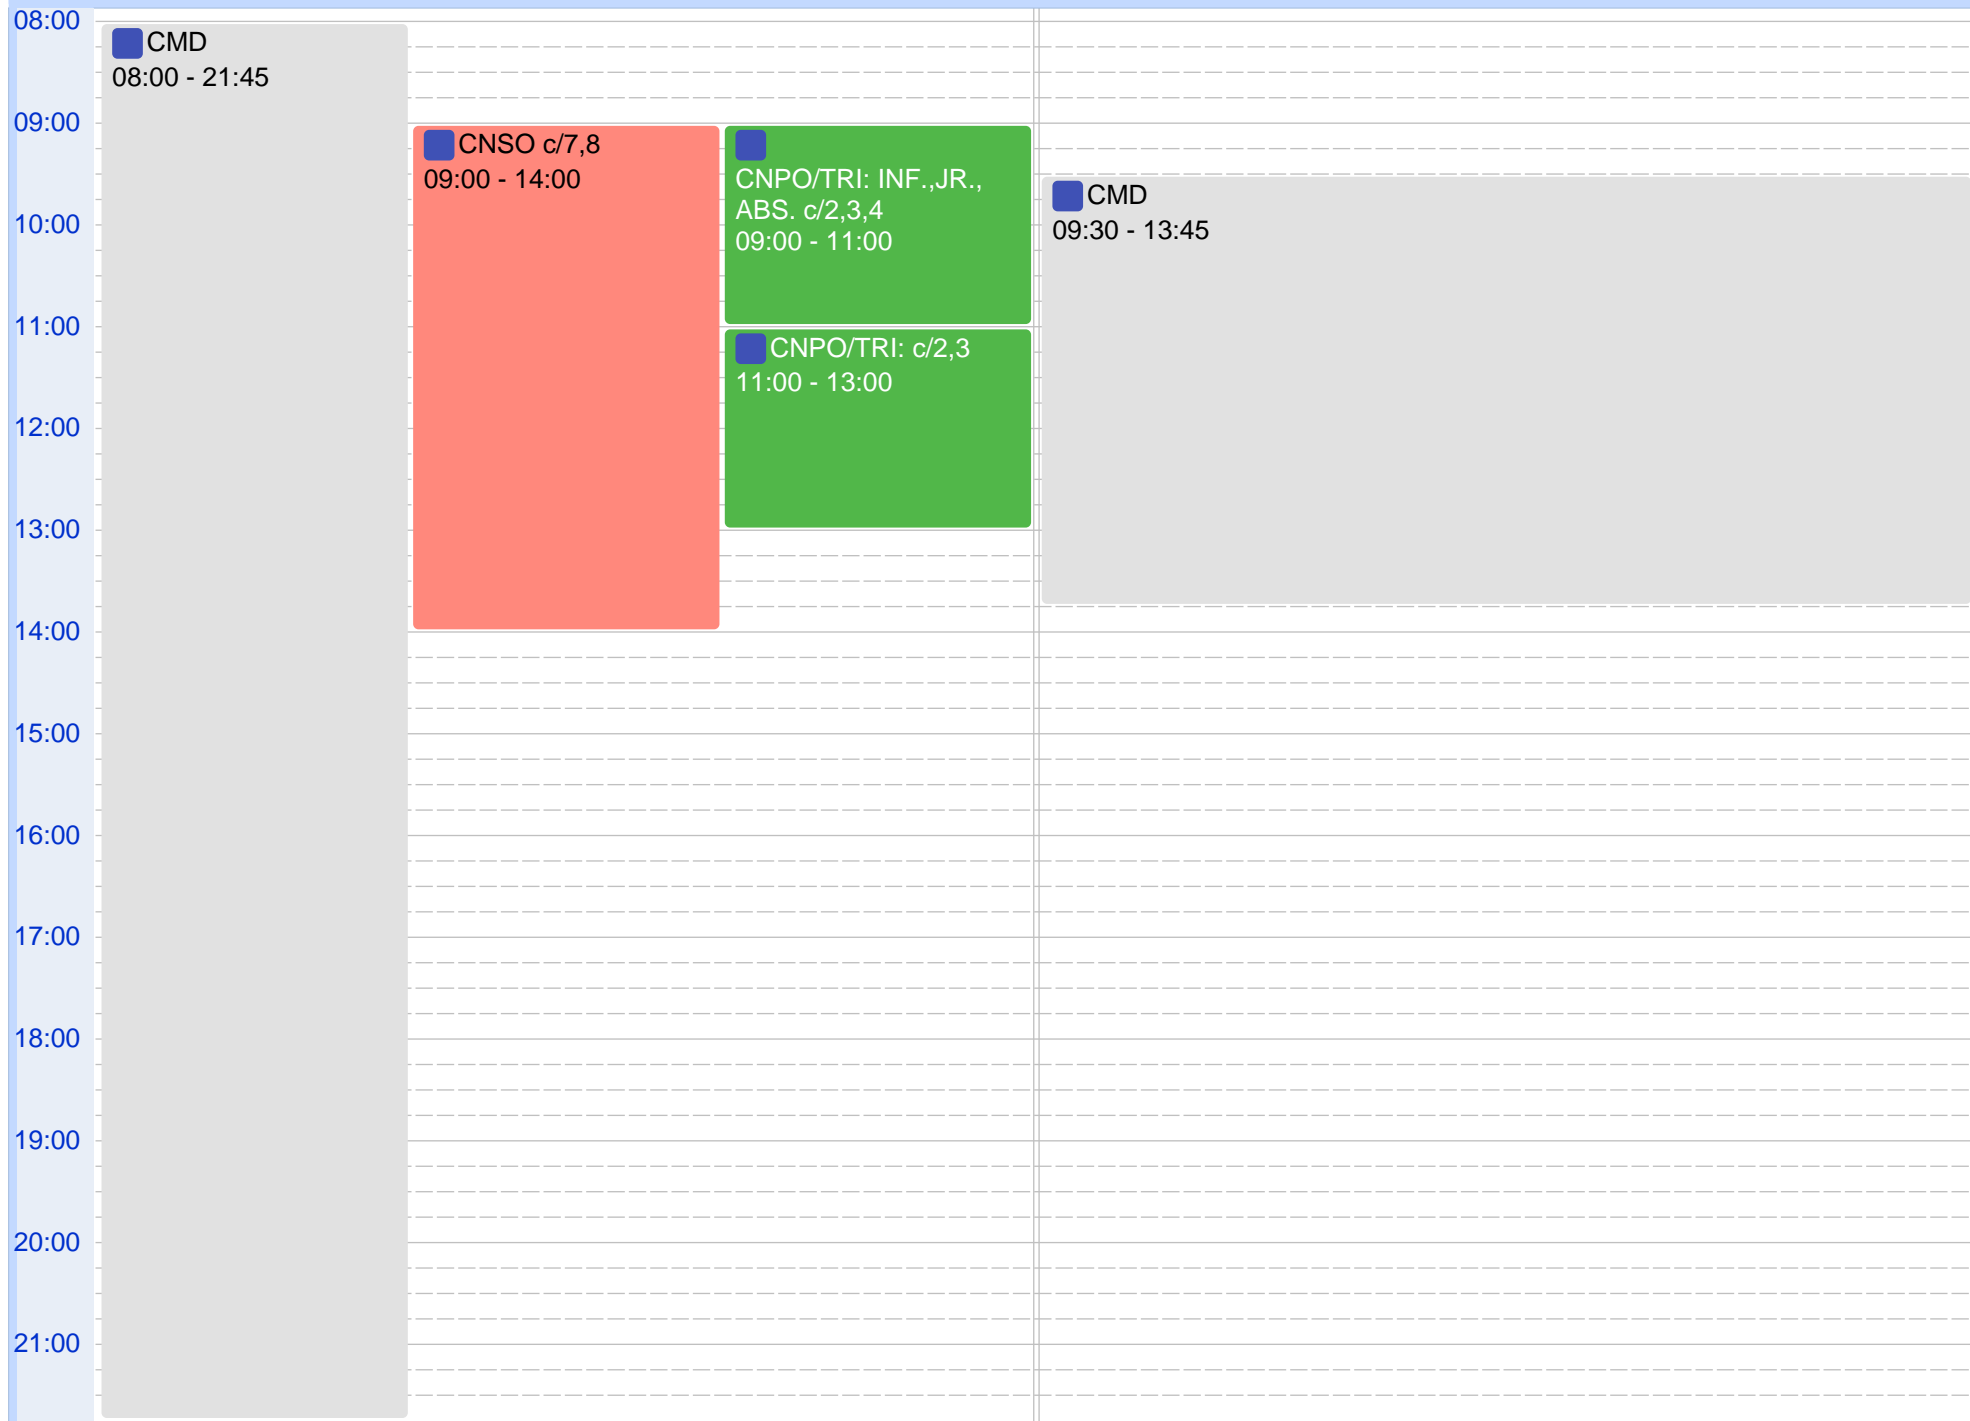 08:00
09:00
10:00
11:00
12:00
13:00
14:00
15:00
16:00
17:00
18:00
19:00
20:00
21:00
CMD
08:00 - 21:45
CNSO c/7,8
09:00 - 14:00
CNPO/TRI: INF.,JR.,
ABS. c/2,3,4
09:00 - 11:00
CNPO/TRI: c/2,3
11:00 - 13:00
CMD
09:30 - 13:45